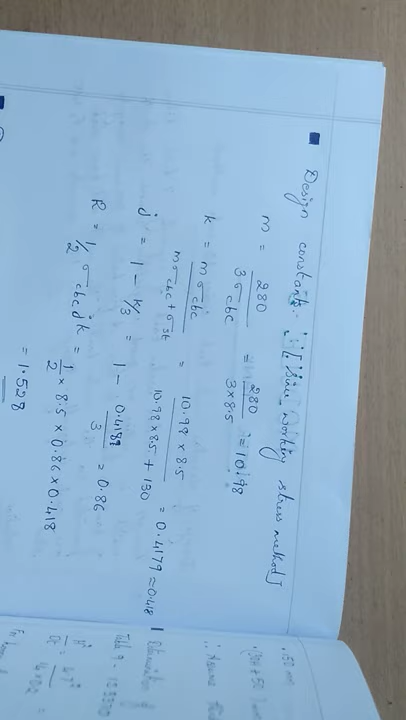 Design constants:- [Using Working stress method]
m = 280 / 3σcbc = 280 / 3×8.5 = 10.98
k = mσcbc / mσcbc + σst = 10.98 × 8.5 / 10.98×8.5 + 130 = 0.4179 ≈ 0.418
j = 1 - k/3 = 1 - 0.4181 / 3 = 0.86
R = 1/2 σcbc j k = 1/2 × 8.5 × 0.86 × 0.418
= 1.528